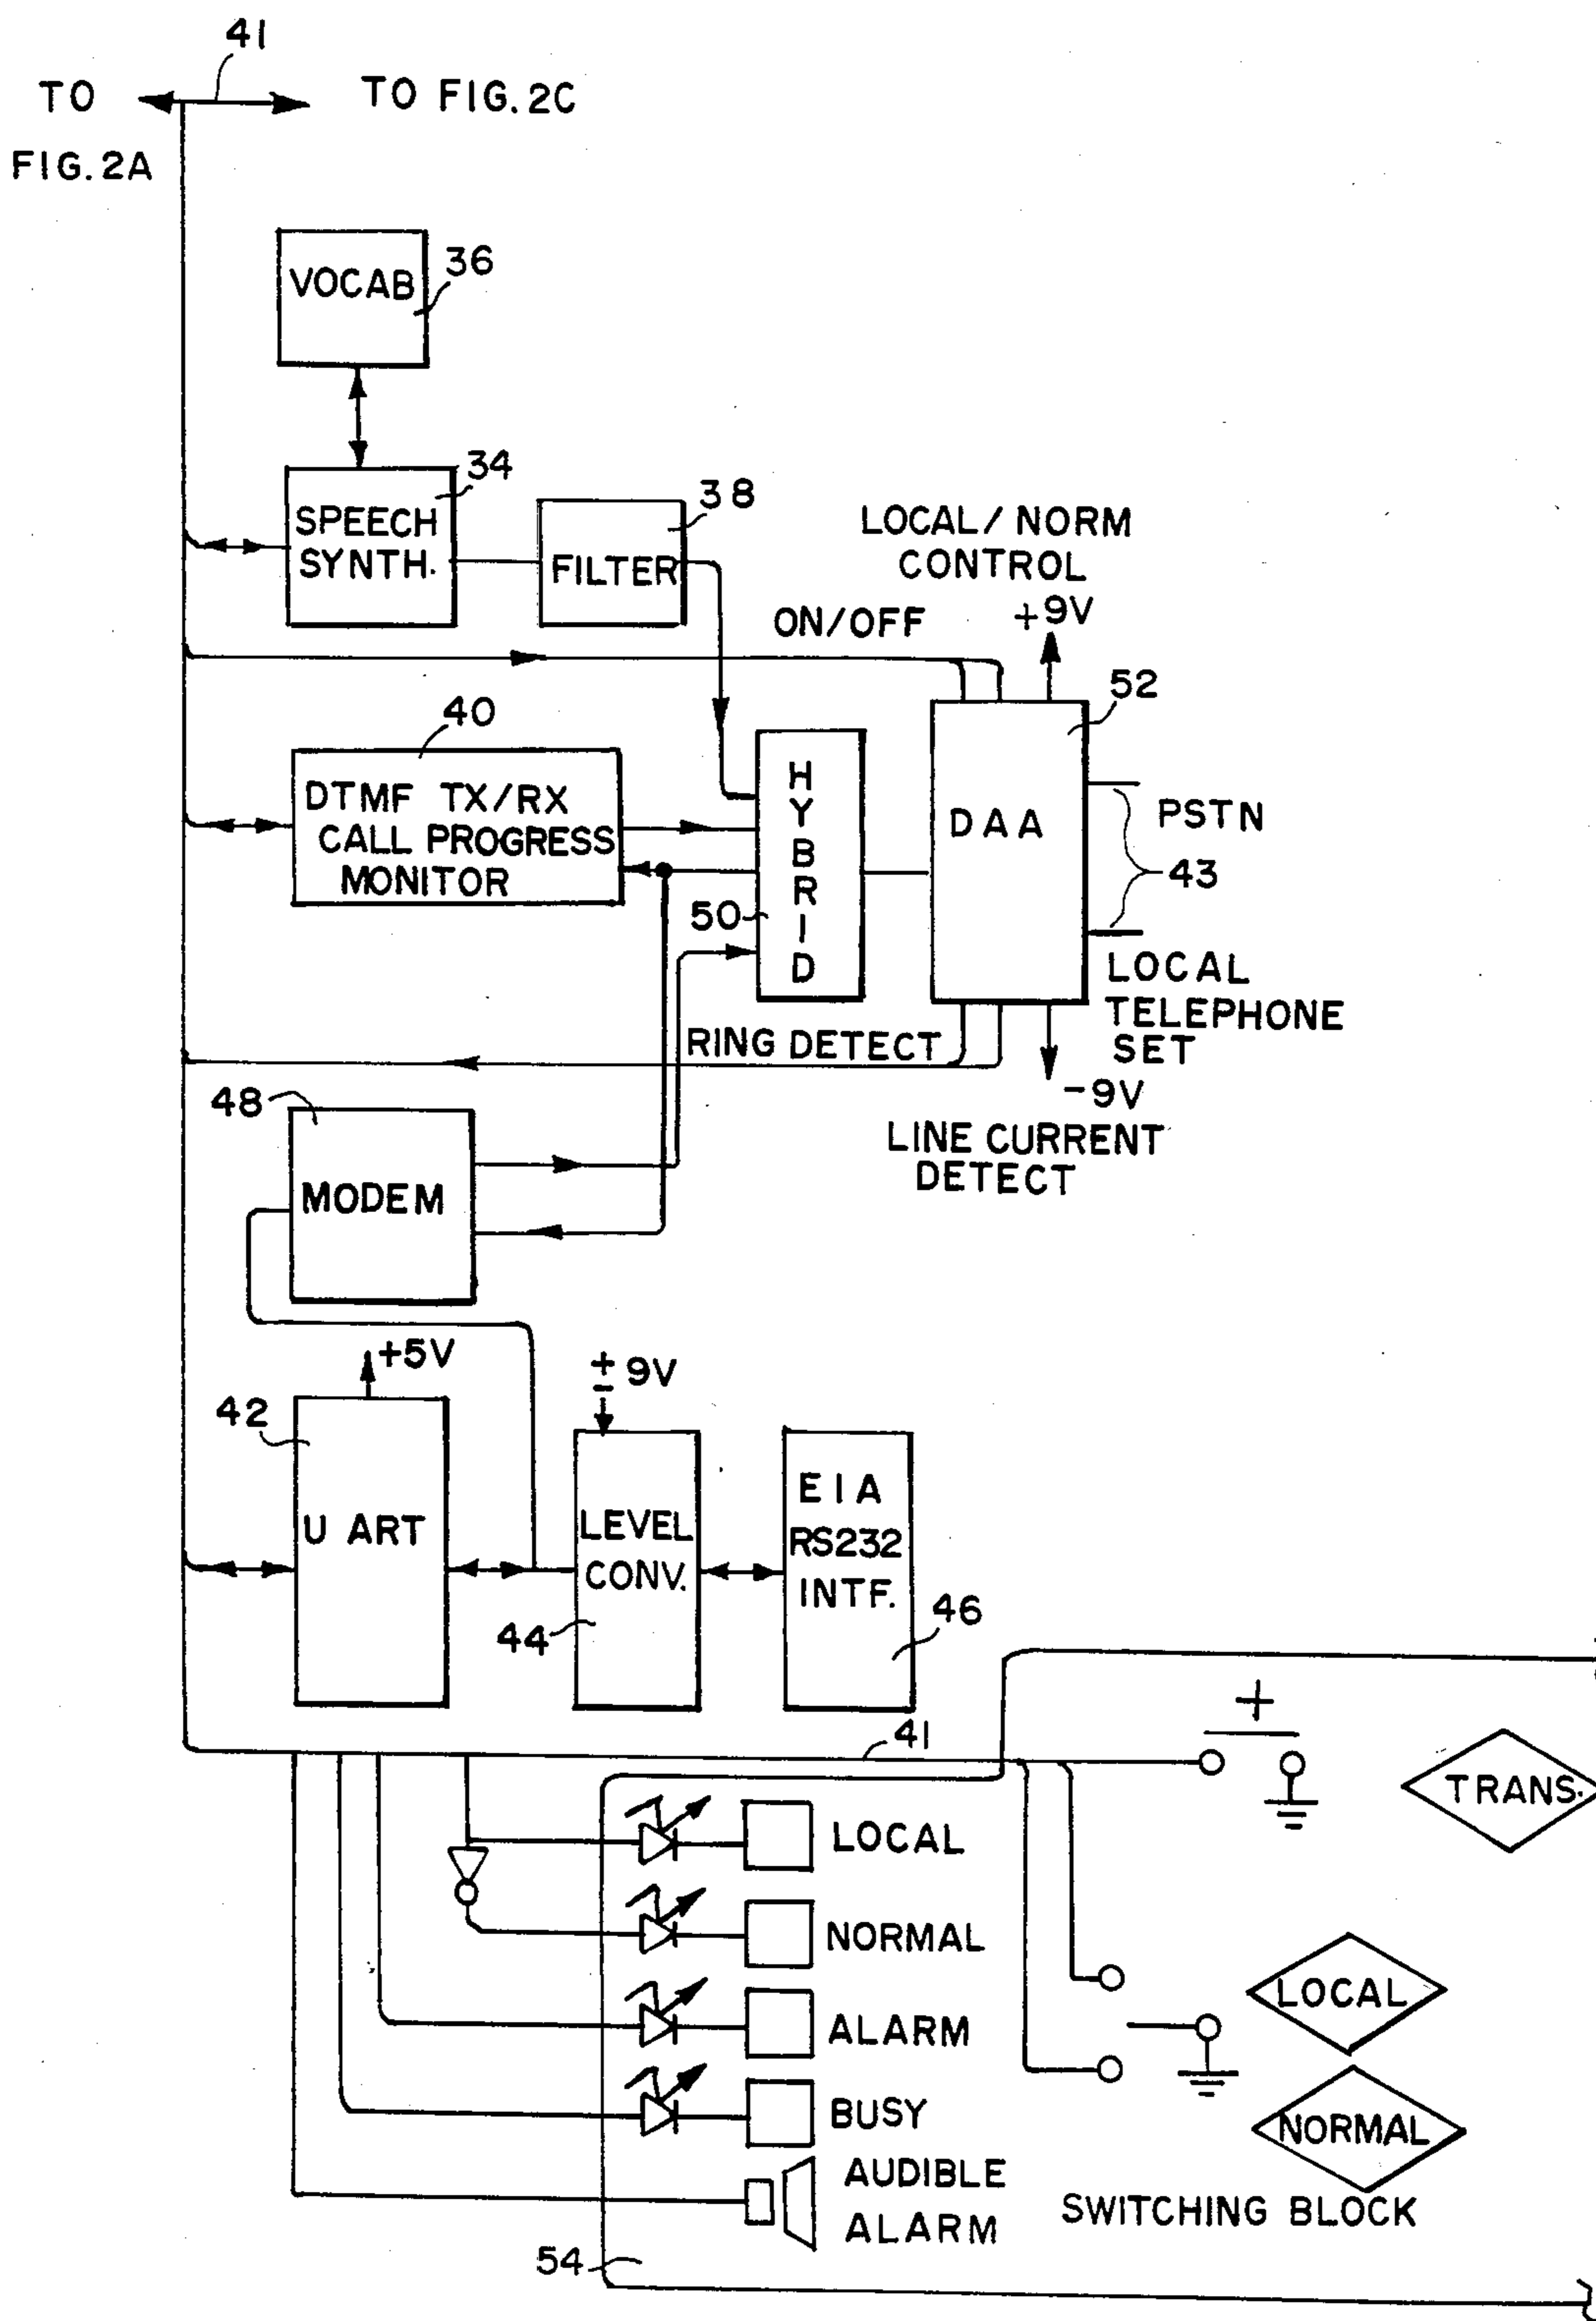 41
TO
TO FIG. 2C
FIG. 2A
VOCAB
36
34
SPEECH
SYNTH.
38
FILTER
LOCAL / NORM
CONTROL
ON/OFF
+9V
52
40
DTMF TX/RX
CALL PROGRESS
MONITOR
HYBRID
50
DAA
PSTN
43
LOCAL
TELEPHONE
SET
RING DETECT
-9V
LINE CURRENT
DETECT
48
MODEM
+5V
± 9V
42
U ART
LEVEL
CONV.
44
EIA
RS232
INTF.
46
41
+
TRANS.
LOCAL
NORMAL
ALARM
BUSY
AUDIBLE
ALARM
LOCAL
NORMAL
SWITCHING BLOCK
54